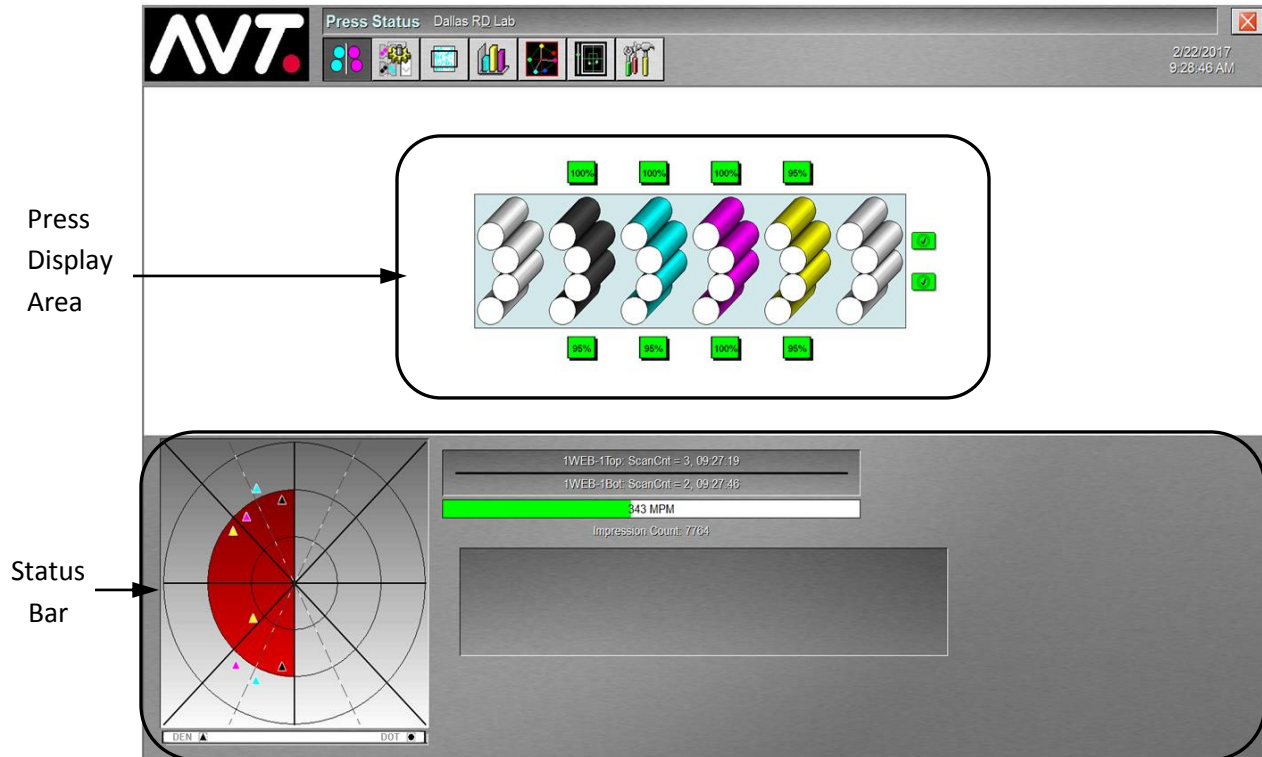 AVT.
Press Status Dallas RD Lab
2/22/2017
9:28:46 AM
100% 100% 100% 95%
Press
Display
Area
95% 95% 100% 95%
1WEB-1Top: ScanCnt = 3, 09:27:19
1WEB-1Bot: ScanCnt = 2, 09:27:46
343 MPM
Impression Count: 7764
Status
Bar
DEN DOT